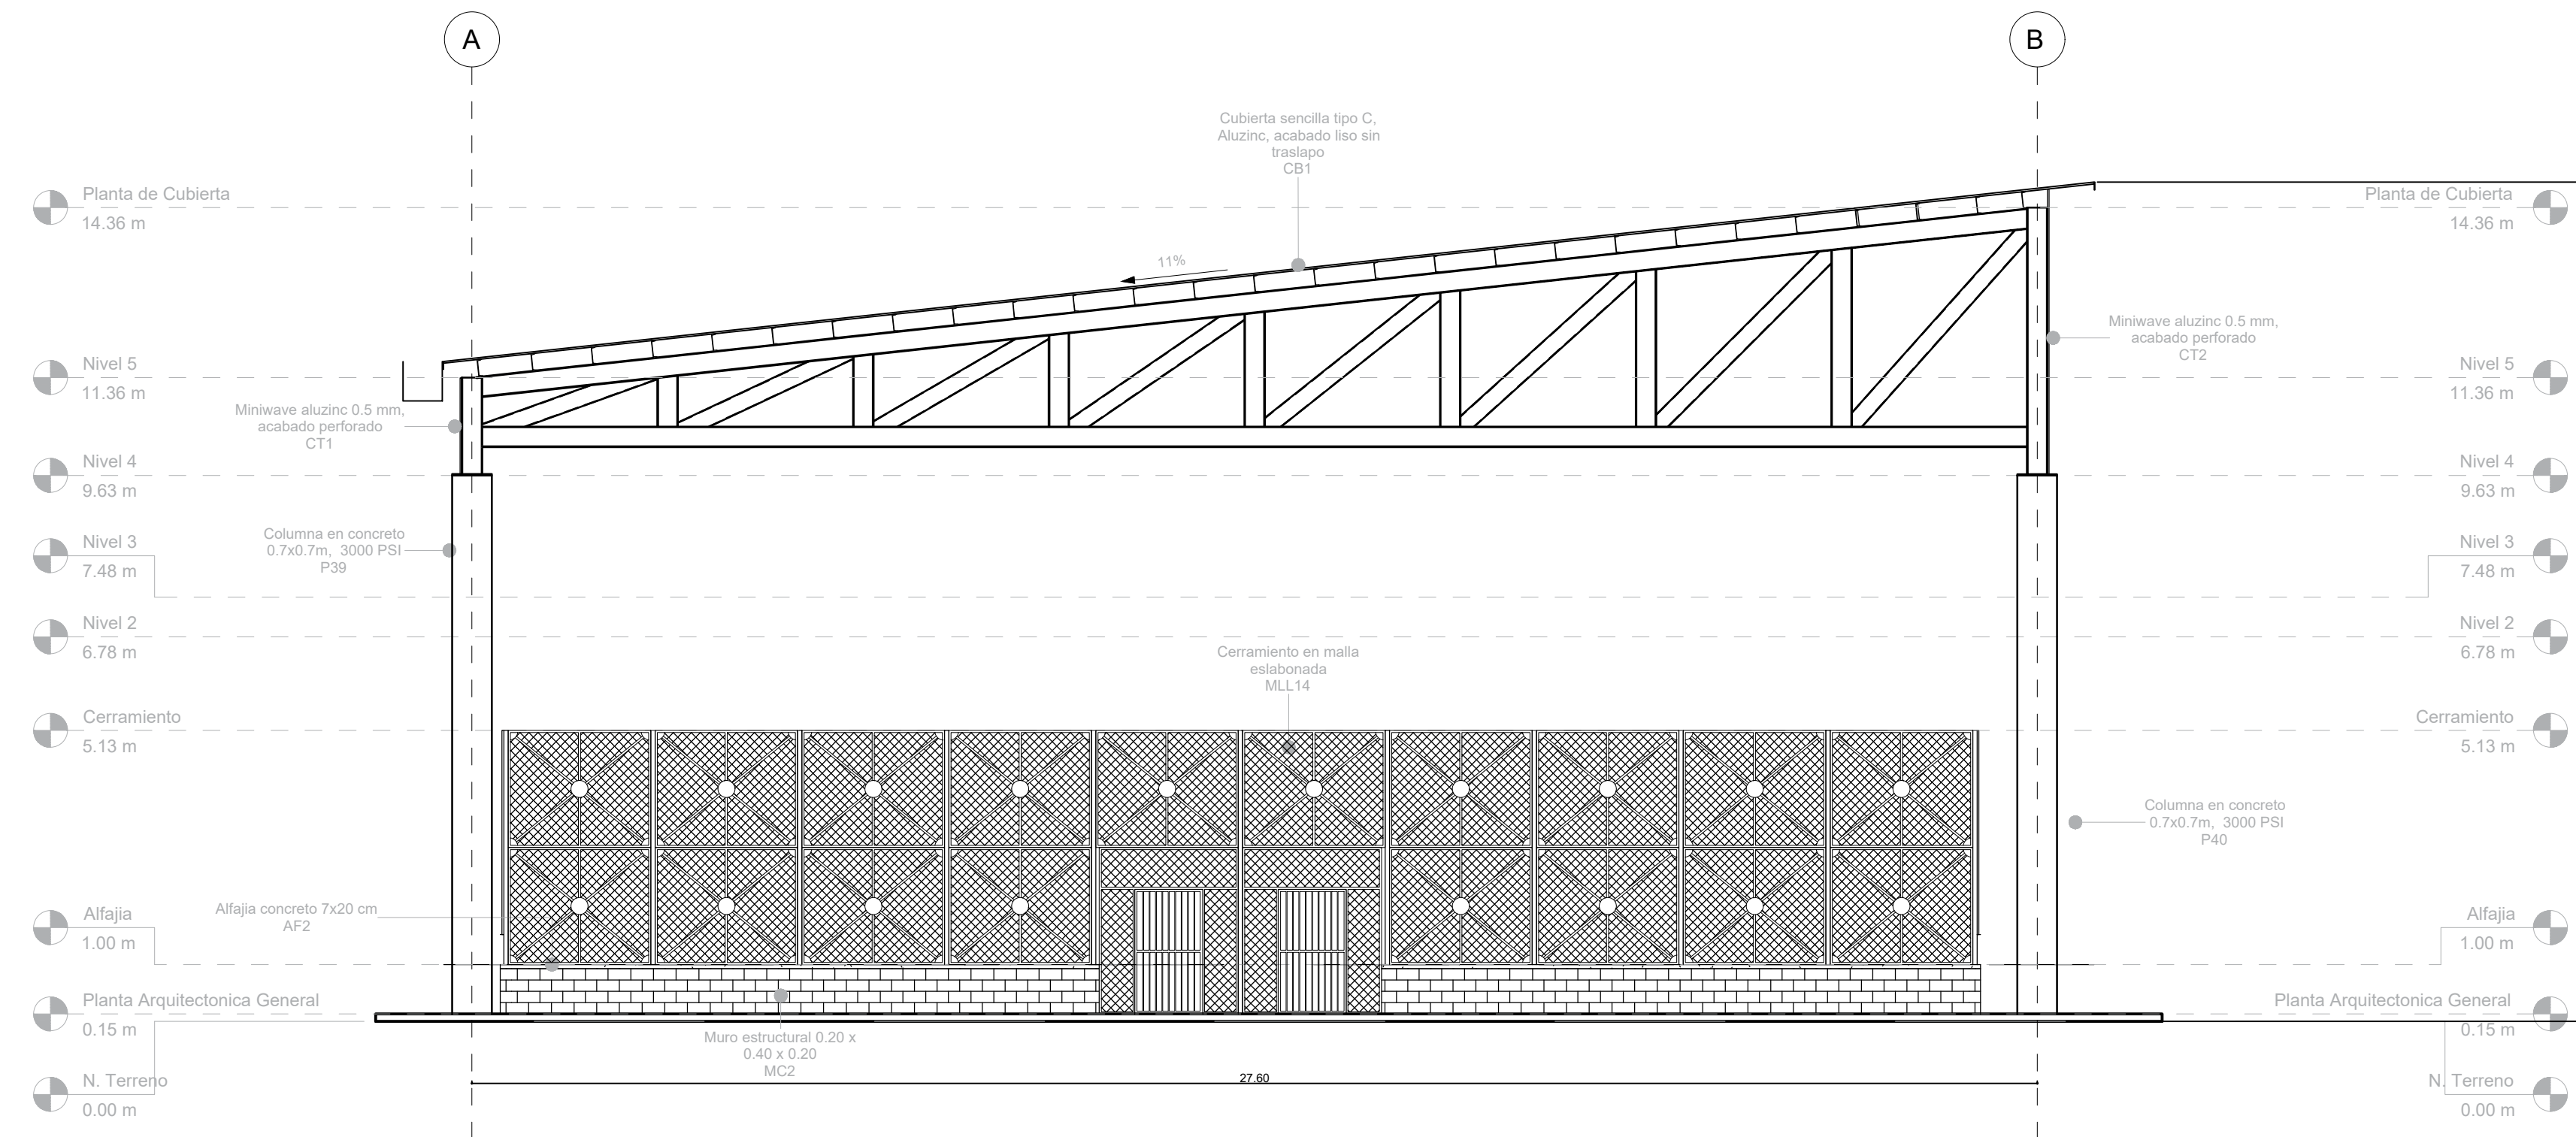 A
B
Cubierta sencilla tipo C,
Aluzinc, acabado liso sin
traslapo
CB1
Planta de Cubierta
14.36 m
Planta de Cubierta
14.36 m
11%
Miniwave aluzinc 0.5 mm,
acabado perforado
CT2
Nivel 5
11.36 m
Nivel 5
11.36 m
Miniwave aluzinc 0.5 mm,
acabado perforado
CT1
Nivel 4
9.63 m
Nivel 4
9.63 m
Columna en concreto
0.7x0.7m, 3000 PSI
P39
Nivel 3
7.48 m
Nivel 3
7.48 m
Nivel 2
6.78 m
Nivel 2
6.78 m
Cerramiento en malla
eslabonada
MLL14
Cerramiento
5.13 m
Cerramiento
5.13 m
Columna en concreto
0.7x0.7m, 3000 PSI
P40
Alfajia concreto 7x20 cm
AF2
Alfajia
1.00 m
Alfajia
1.00 m
Planta Arquitectonica General
0.15 m
Planta Arquitectonica General
0.15 m
Muro estructural 0.20 x
0.40 x 0.20
MC2
27.60
N. Terreno
0.00 m
N. Terreno
0.00 m